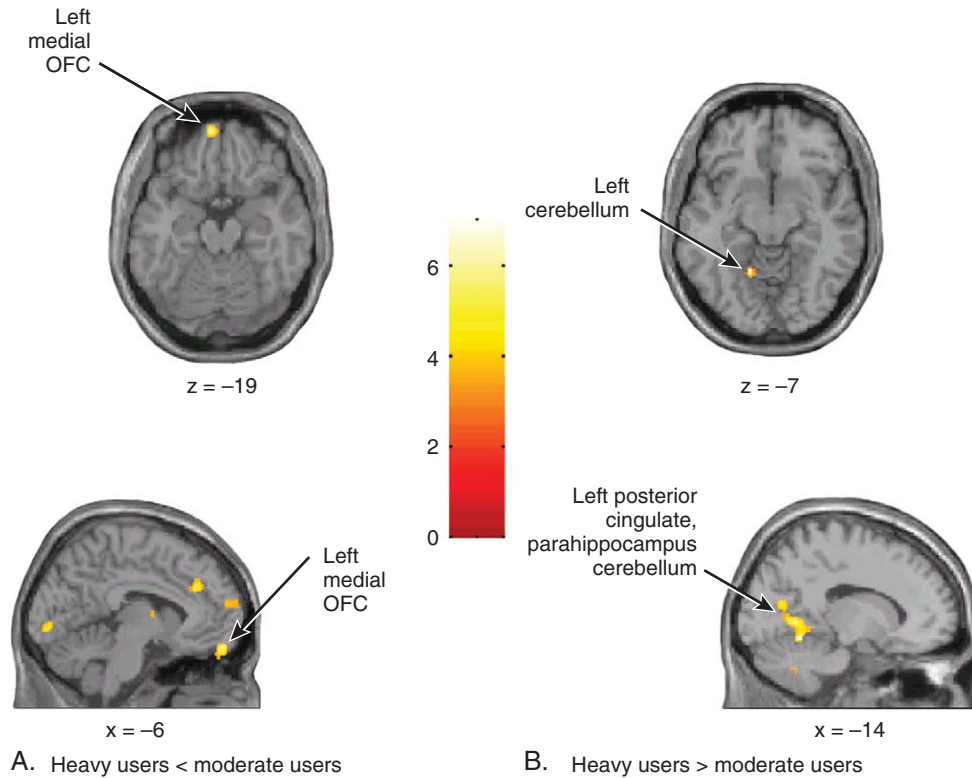 Left
medial
OFC
z = –19
Left
cerebellum
z = –7
6
4
2
0
Left
medial
OFC
x = –6
Left posterior
cingulate,
parahippocampus
cerebellum
x = –14
A. Heavy users < moderate users
B. Heavy users > moderate users